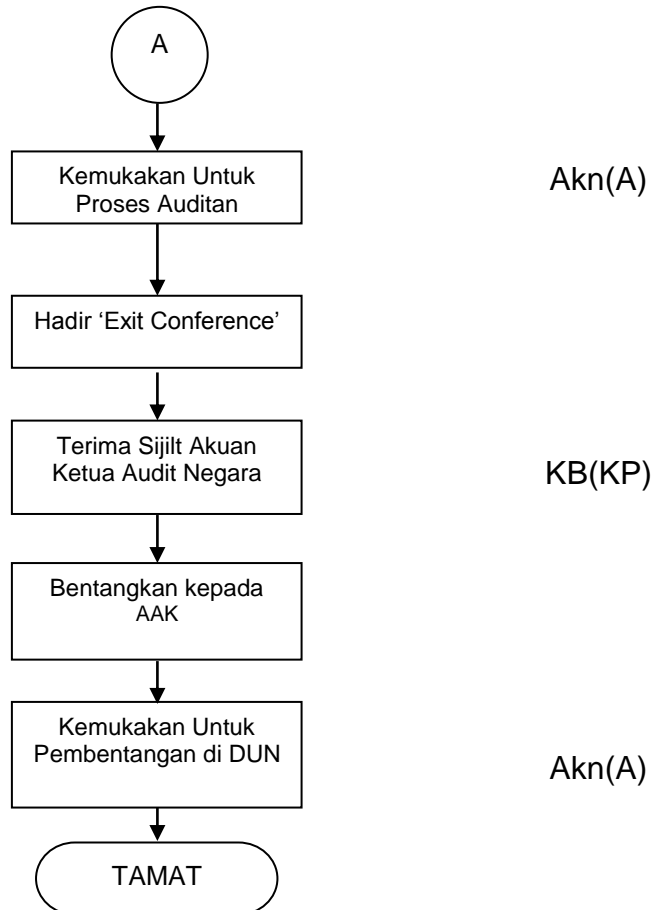 A
Kemukakan Untuk
Proses Auditan
Akn(A)
Hadir ‘Exit Conference’
Terima Sijilt Akuan
Ketua Audit Negara
KB(KP)
Bentangkan kepada
AAK
Kemukakan Untuk
Pembentangan di DUN
Akn(A)
TAMAT